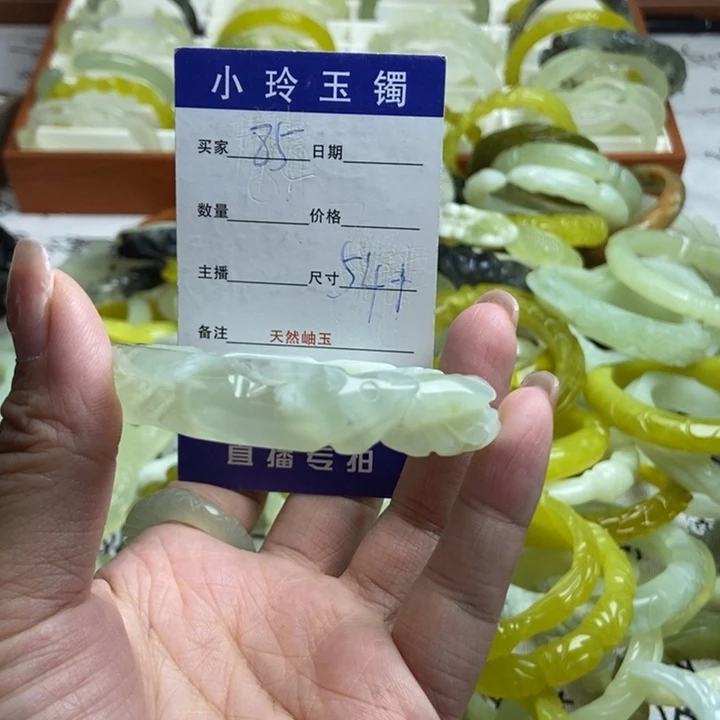 小玲玉镯
买家 85 日期
数量 价格
主播 尺寸 54+
备注 天然岫玉
直播专拍